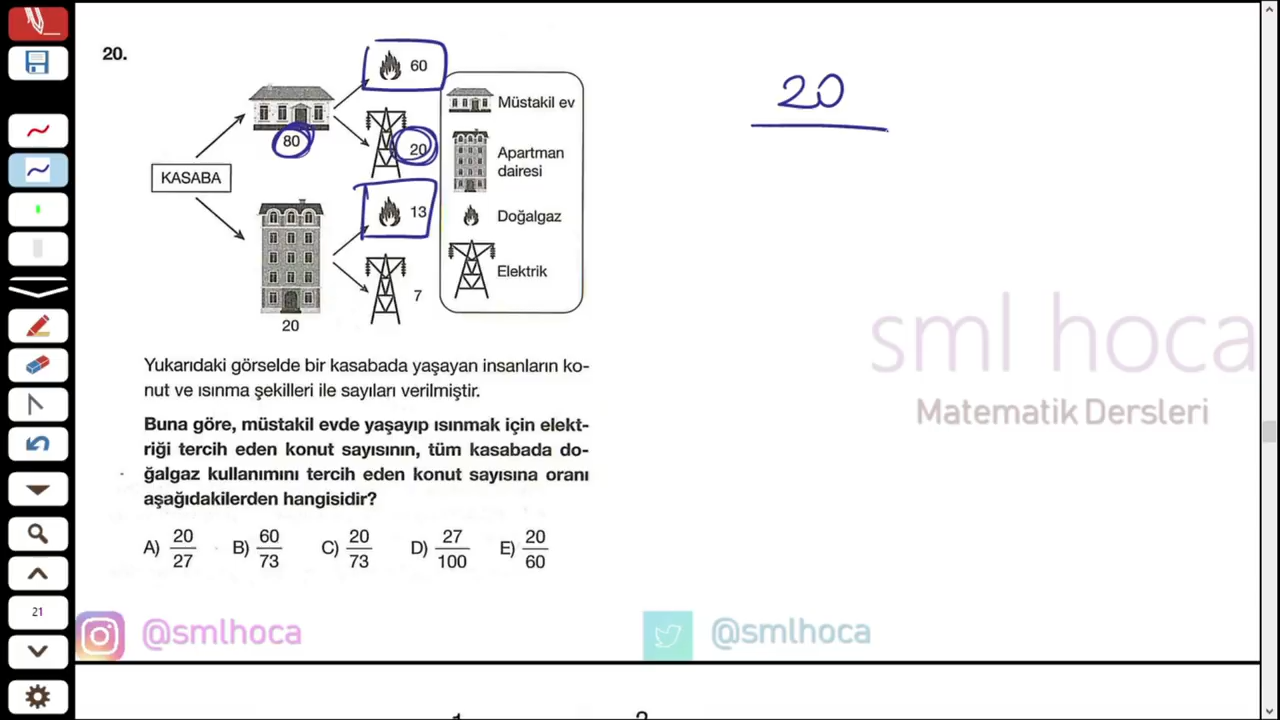 20.
60
20
Müstakil ev
80
20
Apartman
dairesi
KASABA
13
Doğalgaz
Elektrik
7
20
sml hoca
Matematik Dersleri
Yukarıdaki görselde bir kasabada yaşayan insanların ko-
nut ve ısınma şekilleri ile sayıları verilmiştir.
Buna göre, müstakil evde yaşayıp ısınmak için elekt-
riği tercih eden konut sayısının, tüm kasabada do-
ğalgaz kullanımını tercih eden konut sayısına oranı
aşağıdakilerden hangisidir?
A) 20/27 B) 60/73 C) 20/73 D) 27/100 E) 20/60
21
@smlhoca @smlhoca